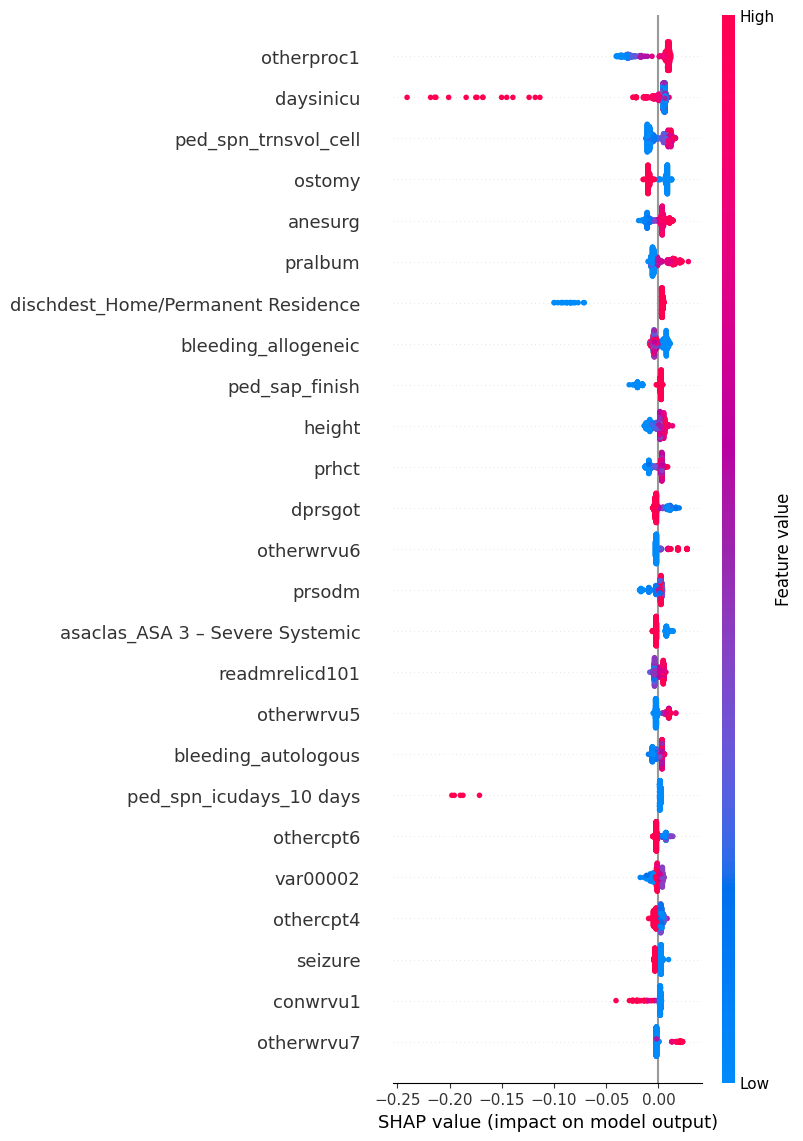 High
otherproc1
daysinicu
ped_spn_trnsvol_cell
ostomy
anesurg
pralbum
dischdest_Home/Permanent Residence
bleeding_allogeneic
ped_sap_finish
height
prhct
dprsgot
otherwrvu6
prsodm
asaclas_ASA 3 – Severe Systemic
readmrelicd101
otherwrvu5
bleeding_autologous
ped_spn_icudays_10 days
othercpt6
var00002
othercpt4
seizure
conwrvu1
otherwrvu7
Feature value
Low
−0.25 −0.20 −0.15 −0.10 −0.05 0.00
SHAP value (impact on model output)